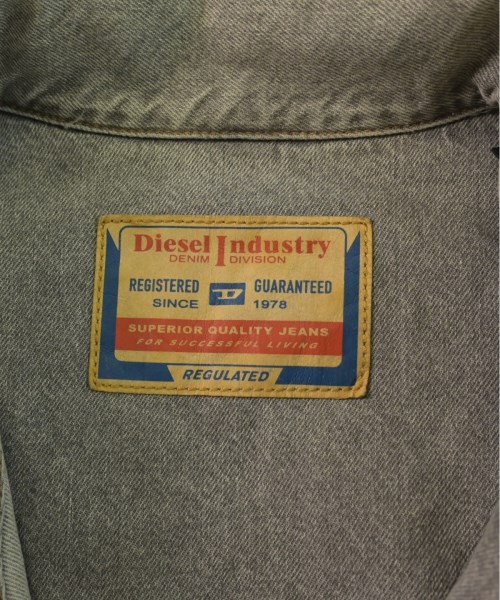 Diesel Industry
DENIM DIVISION
REGISTERED GUARANTEED
SINCE D 1978
SUPERIOR QUALITY JEANS
FOR SUCCESSFUL LIVING
REGULATED